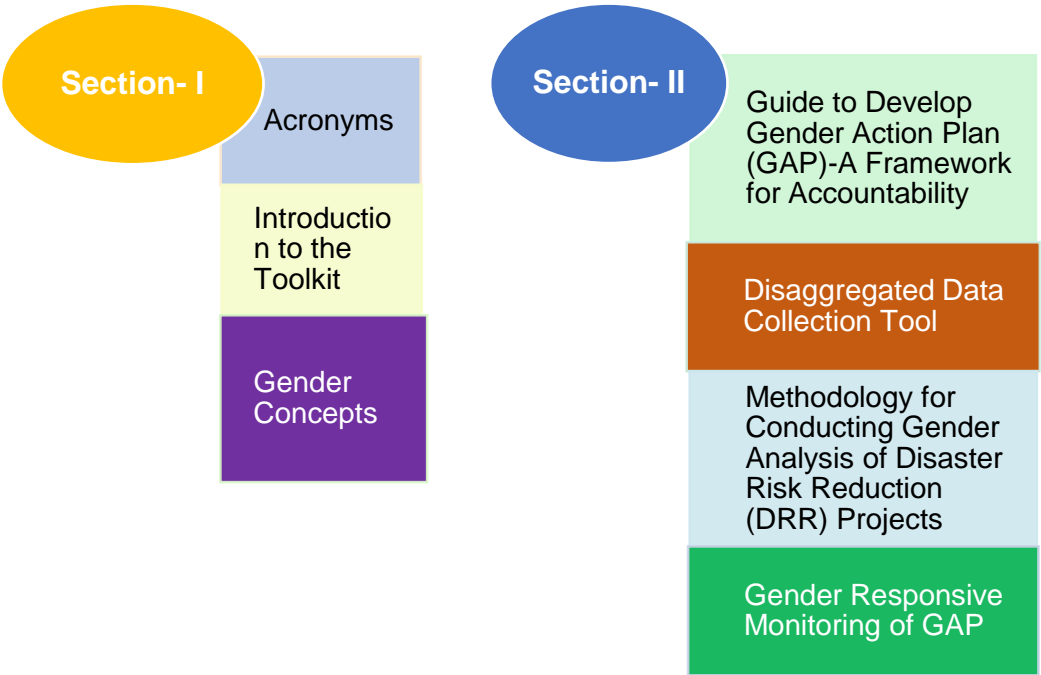 Section- I
Acronyms
Introductio
n to the
Toolkit
Gender
Concepts
Section- II
Guide to Develop
Gender Action Plan
(GAP)-A Framework
for Accountability
Disaggregated Data
Collection Tool
Methodology for
Conducting Gender
Analysis of Disaster
Risk Reduction
(DRR) Projects
Gender Responsive
Monitoring of GAP